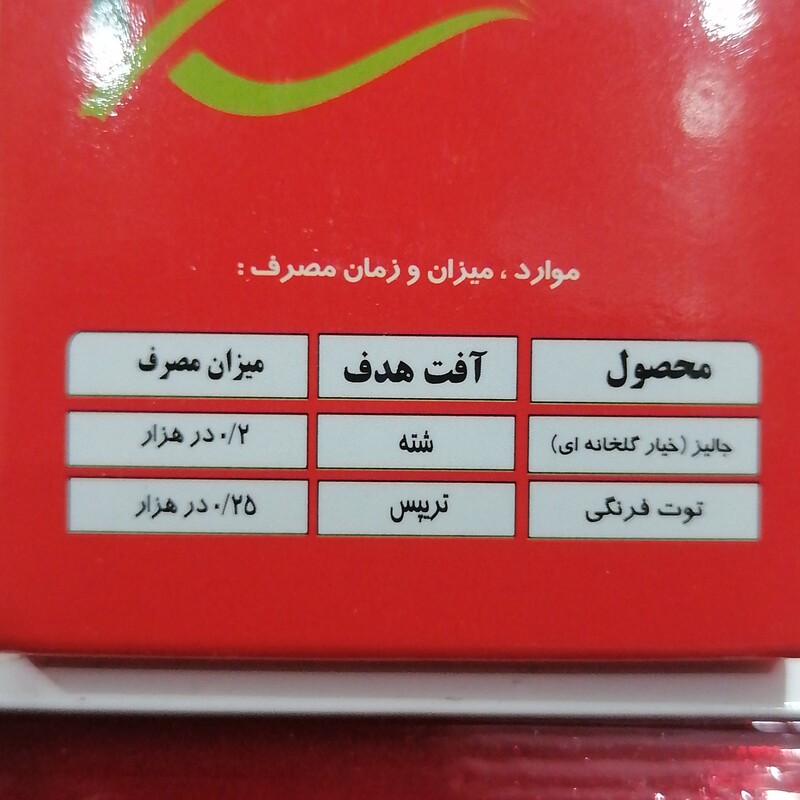 موارد ، میزان و زمان مصرف :
محصول آفت هدف میزان مصرف
جالیز (خیار گلخانه ای) شته ۰/۲ در هزار
توت فرنگی تریپس ۰/۲۵ در هزار